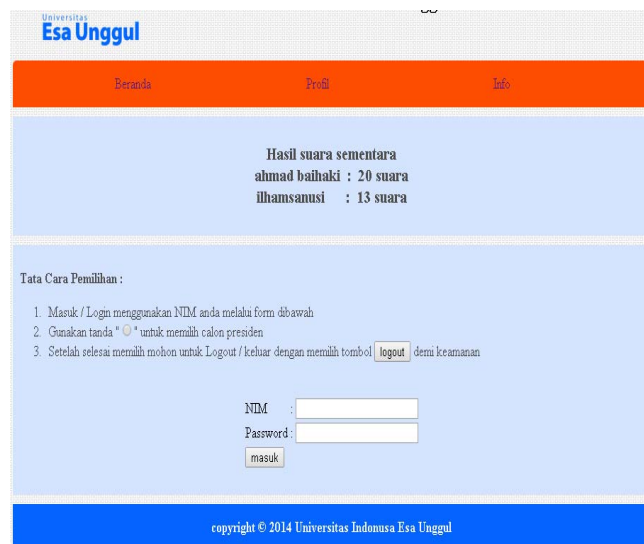 Universitas
Esa Unggul
Beranda Profil Info
Hasil suara sementara
ahmad baihaki : 20 suara
ilhamsanusi : 13 suara
Tata Cara Pemilihan :
1. Masuk / Login menggunakan NIM anda melalui form dibawah
2. Gunakan tanda " " untuk memilih calon presiden
3. Setelah selesai memilih mohon untuk Logout / keluar dengan memilih tombol logout demi keamanan
NIM :
Password :
masuk
copyright © 2014 Universitas Indonusa Esa Unggul